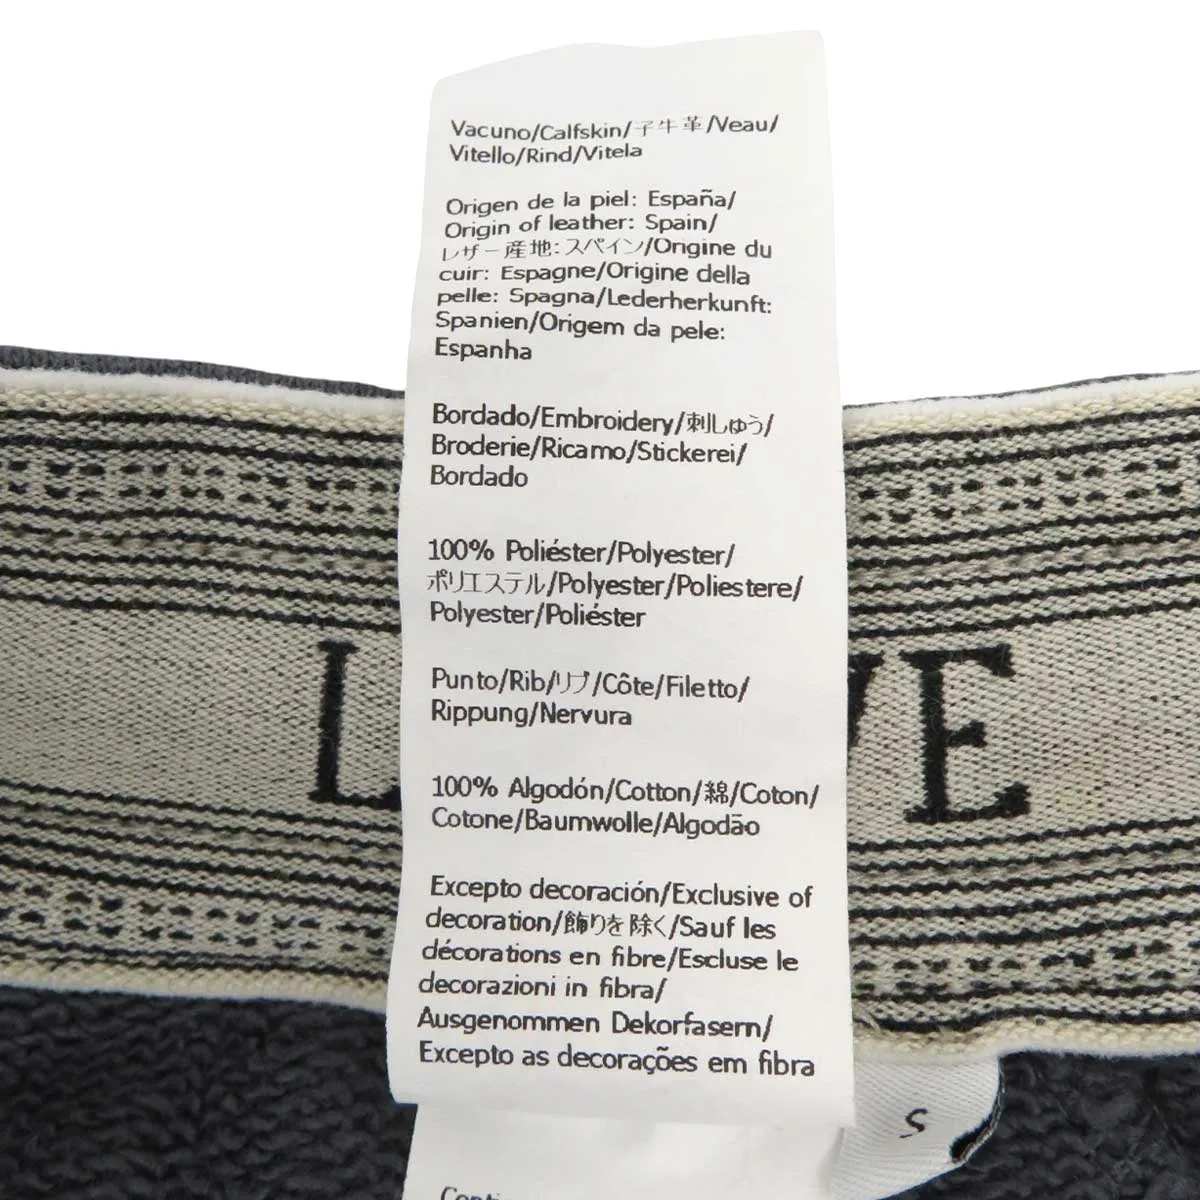 Vacuno/Calfskin/子牛革/Veau/
Vitello/Rind/Vitela
Origen de la piel: España/
Origin of leather: Spain/
レザー産地:スペイン/Origine du
cuir: Espagne/Origine della
pelle: Spagna/Lederherkunft:
Spanien/Origem da pele:
Espanha
Bordado/Embroidery/刺しゅう/
Broderie/Ricamo/Stickerei/
Bordado
100% Poliéster/Polyester/
ポリエステル/Polyester/Poliestere/
Polyester/Poliéster
Punto/Rib/リブ/Côte/Filetto/
Rippung/Nervura
L VE
100% Algodón/Cotton/綿/Coton/
Cotone/Baumwolle/Algodão
Excepto decoración/Exclusive of
decoration/飾りを除く/Sauf les
décorations en fibre/Escluse le
decorazioni in fibra/
Ausgenommen Dekorfasern/
Excepto as decorações em fibra
S